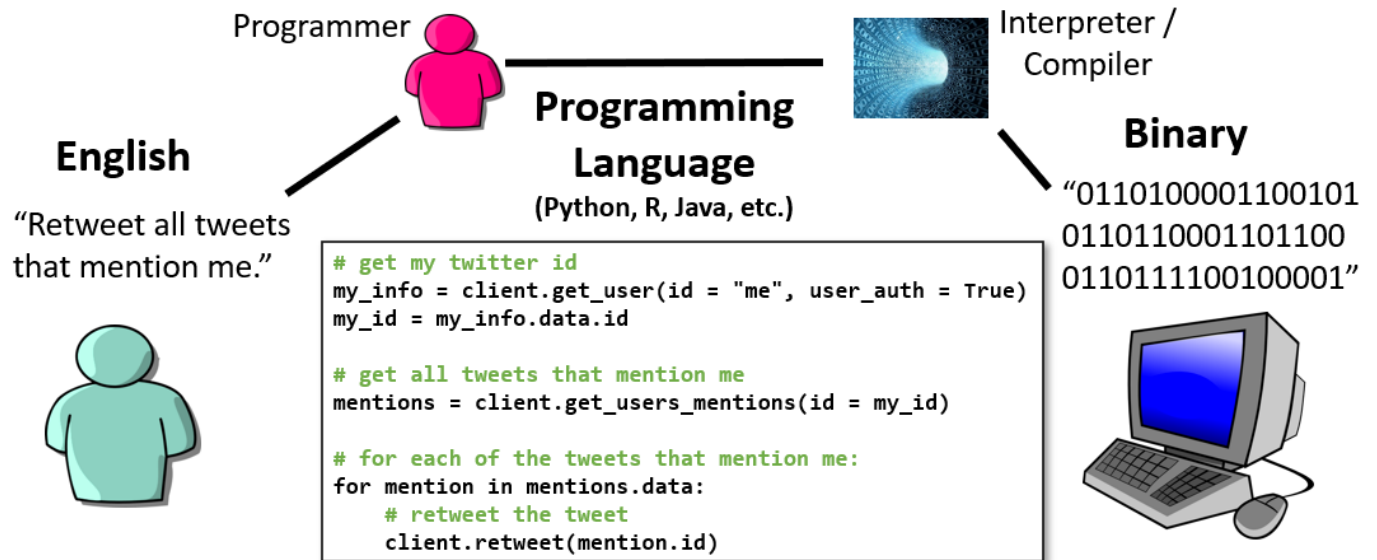 Programmer
Interpreter /
Compiler
Programming
Language
(Python, R, Java, etc.)
English
“Retweet all tweets
that mention me.”
Binary
“0110100001100101
0110110001101100
0110111100100001”
# get my twitter id
my_info = client.get_user(id = "me", user_auth = True)
my_id = my_info.data.id
# get all tweets that mention me
mentions = client.get_users_mentions(id = my_id)
# for each of the tweets that mention me:
for mention in mentions.data:
    # retweet the tweet
    client.retweet(mention.id)